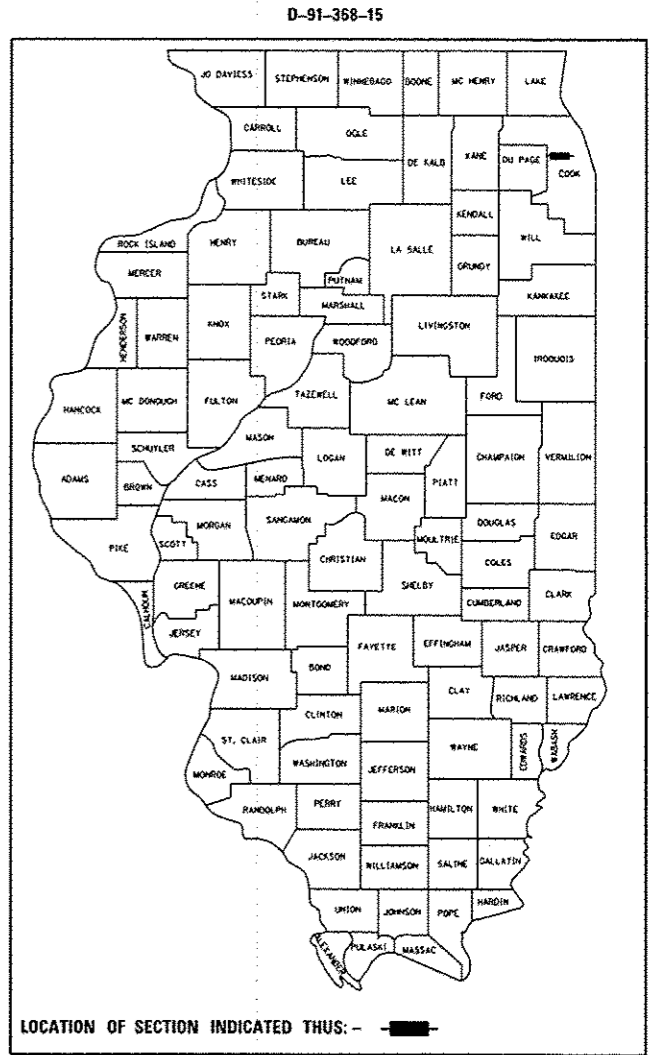 D-91-368-15
JO DAVIESS STEPHENSON WINNEBAGO BOONE MC HENRY LAKE
CARROLL OGLE DE KALB KANE DU PAGE COOK
WHITESIDE LEE
KENDALL
ROCK ISLAND HENRY BUREAU LA SALLE GRUNDY WILL
MERCER PUTNAM
STARK MARSHALL KANKAKEE
HENDERSON WARREN KNOX PEORIA WOODFORD LIVINGSTON IROQUOIS
HANCOCK MC DONOUGH FULTON TAZEWELL MC LEAN FORD
MASON
SCHUYLER LOGAN DE WITT CHAMPAIGN VERMILION
ADAMS BROWN CASS MENARD PIATT
MACON
MORGAN SANGAMON DOUGLAS
PIKE SCOTT MOULTRIE EDGAR
CHRISTIAN COLES
GREENE SHELBY
CALHOUN MACOUPIN MONTGOMERY CUMBERLAND CLARK
JERSEY
FAYETTE EFFINGHAM JASPER CRAWFORD
BOND
MADISON CLAY RICHLAND LAWRENCE
CLINTON MARION
ST. CLAIR WAYNE EDWARDS WABASH
WASHINGTON JEFFERSON
MONROE
RANDOLPH PERRY HAMILTON WHITE
FRANKLIN
JACKSON WILLIAMSON SALINE GALLATIN
UNION JOHNSON POPE HARDIN
ALEXANDER PULASKI MASSAC
LOCATION OF SECTION INDICATED THUS: -